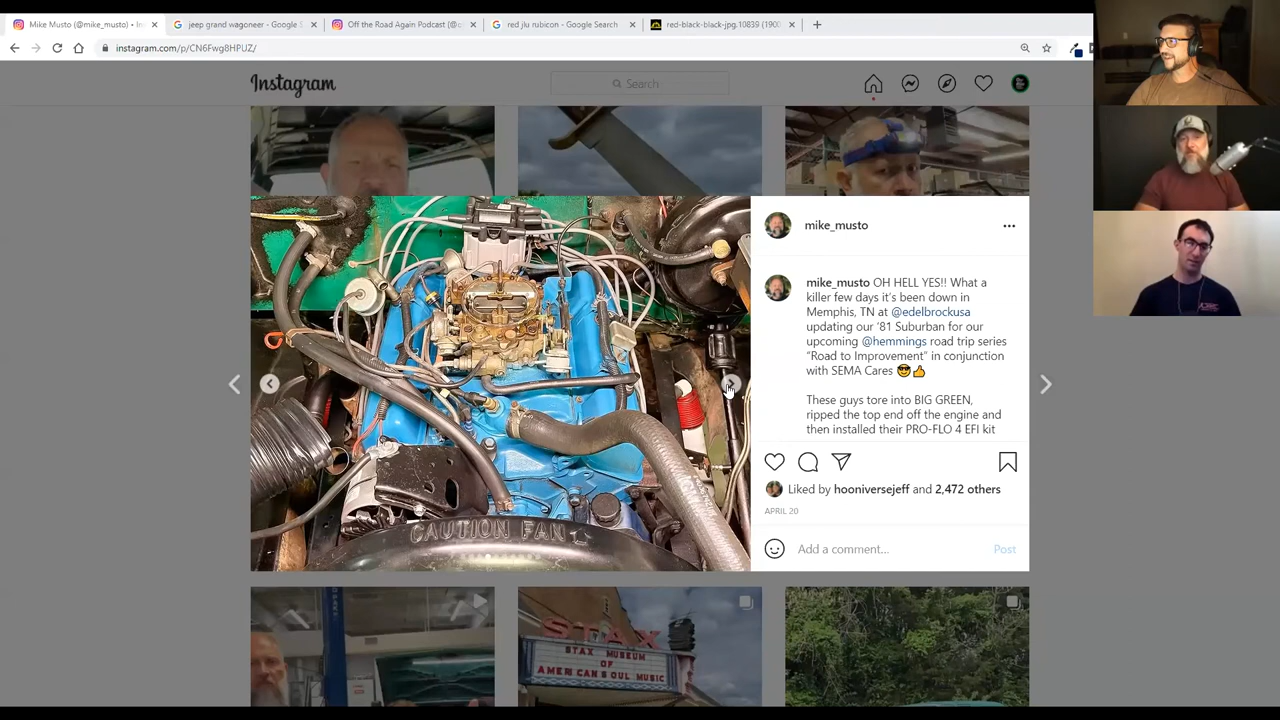 Mike Musto (@mike_musto) • In
jeep grand wagoneer - Google S
Off the Road Again Podcast (@o
red jlu rubicon - Google Search
red-black-black-jpg.10839 (1900
instagram.com/p/CN6Fwg8HPUZ/
Instagram
Search
mike_musto
mike_musto OH HELL YES!! What a
killer few days it's been down in
Memphis, TN at @edelbrockusa
updating our '81 Suburban for our
upcoming @hemmings road trip series
"Road to Improvement" in conjunction
with SEMA Cares 😎👍
These guys tore into BIG GREEN,
ripped the top end off the engine and
then installed their PRO-FLO 4 EFI kit
Liked by hooniversejeff and 2,472 others
APRIL 20
Add a comment...
Post
CAUTION FAN
STAX
STAX MUSEUM
OF
AMERICAN SOUL MUSIC